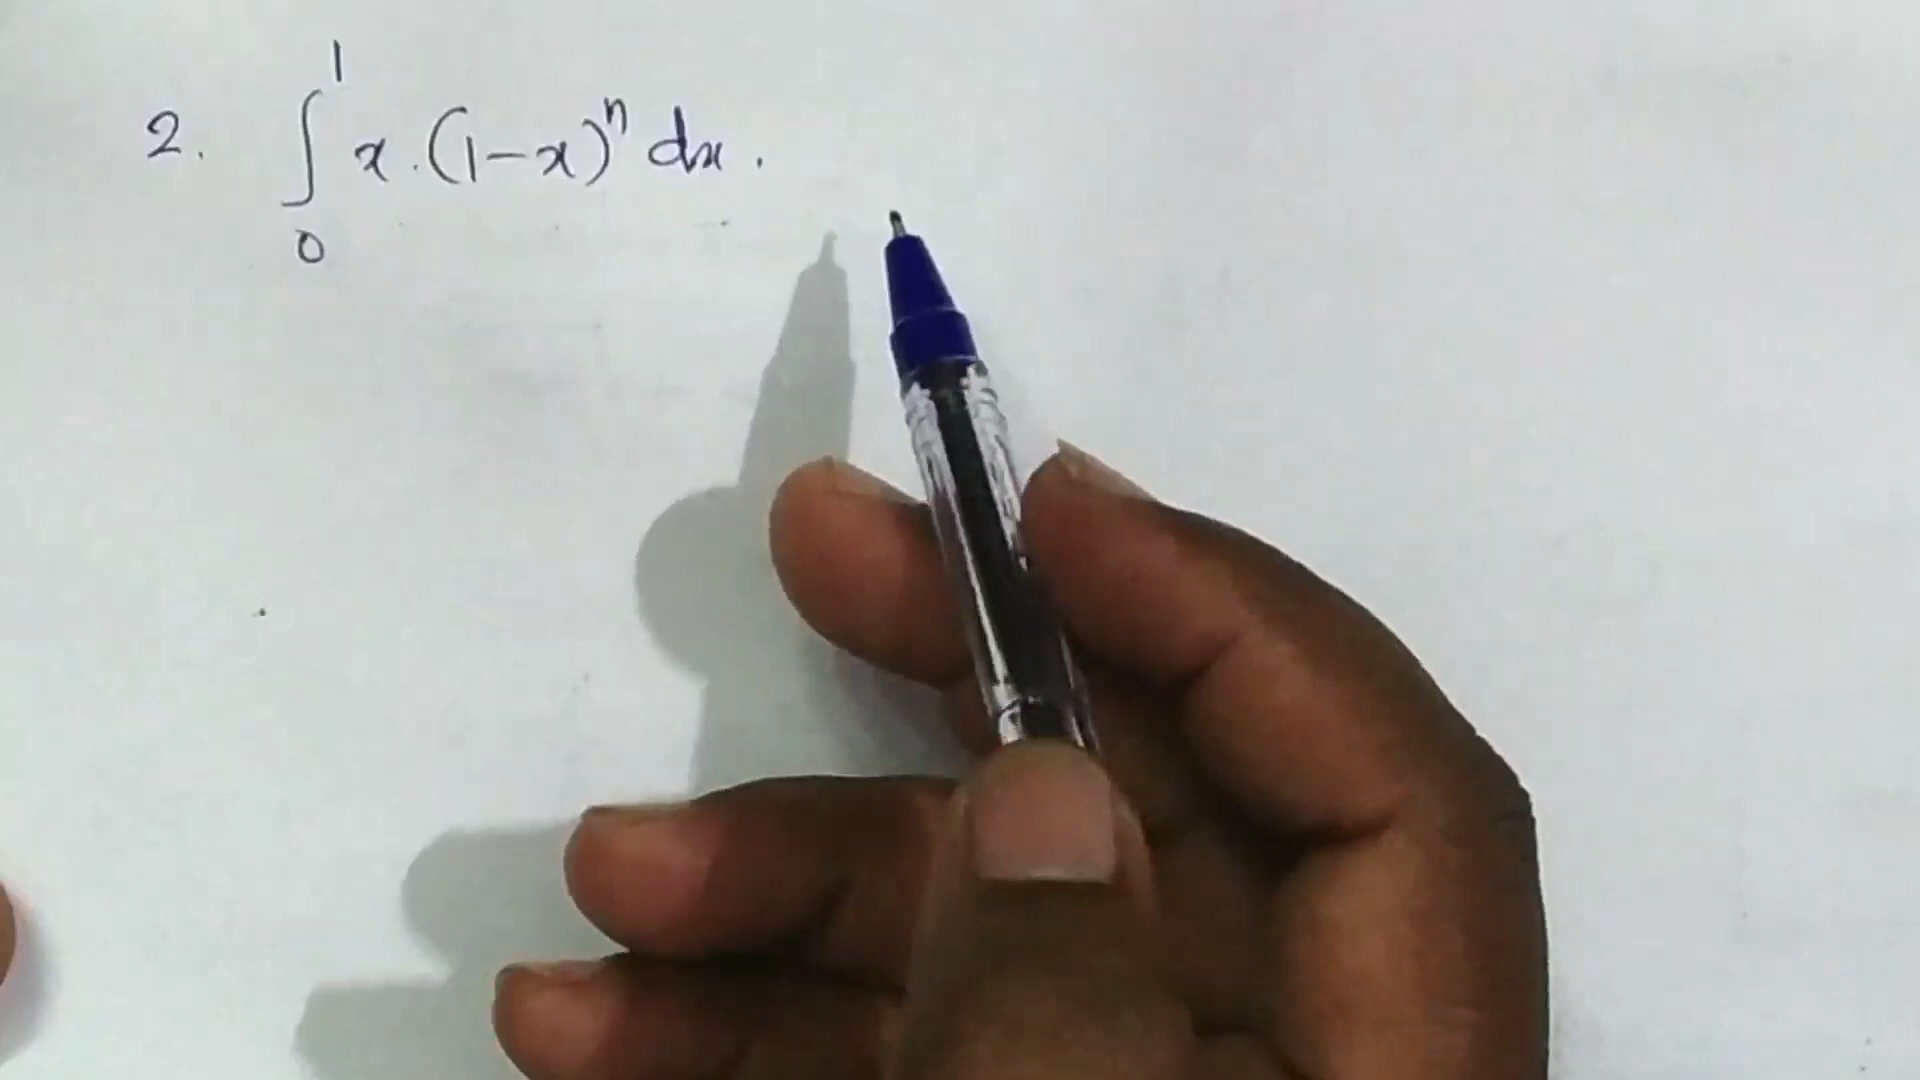 2. ∫₀¹ x.(1-x)ⁿ dx.